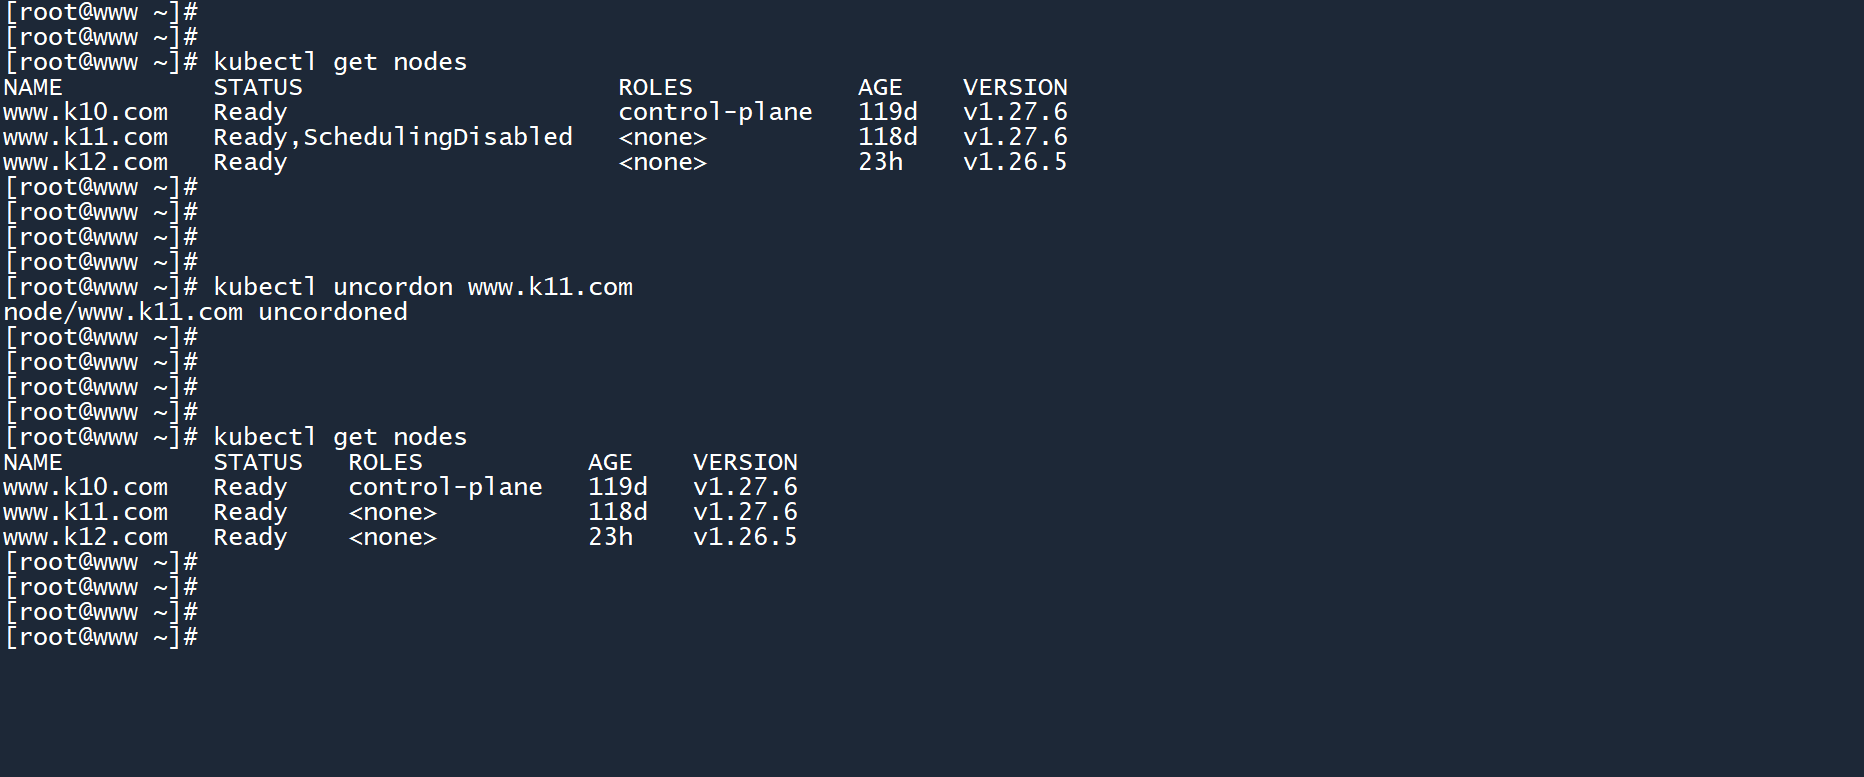 [root@www ~]#
[root@www ~]#
[root@www ~]# kubectl get nodes
NAME          STATUS                     ROLES           AGE    VERSION
www.k10.com   Ready                      control-plane   119d   v1.27.6
www.k11.com   Ready,SchedulingDisabled   <none>          118d   v1.27.6
www.k12.com   Ready                      <none>          23h    v1.26.5
[root@www ~]#
[root@www ~]#
[root@www ~]#
[root@www ~]#
[root@www ~]# kubectl uncordon www.k11.com
node/www.k11.com uncordoned
[root@www ~]#
[root@www ~]#
[root@www ~]#
[root@www ~]#
[root@www ~]# kubectl get nodes
NAME          STATUS   ROLES           AGE    VERSION
www.k10.com   Ready    control-plane   119d   v1.27.6
www.k11.com   Ready    <none>          118d   v1.27.6
www.k12.com   Ready    <none>          23h    v1.26.5
[root@www ~]#
[root@www ~]#
[root@www ~]#
[root@www ~]#